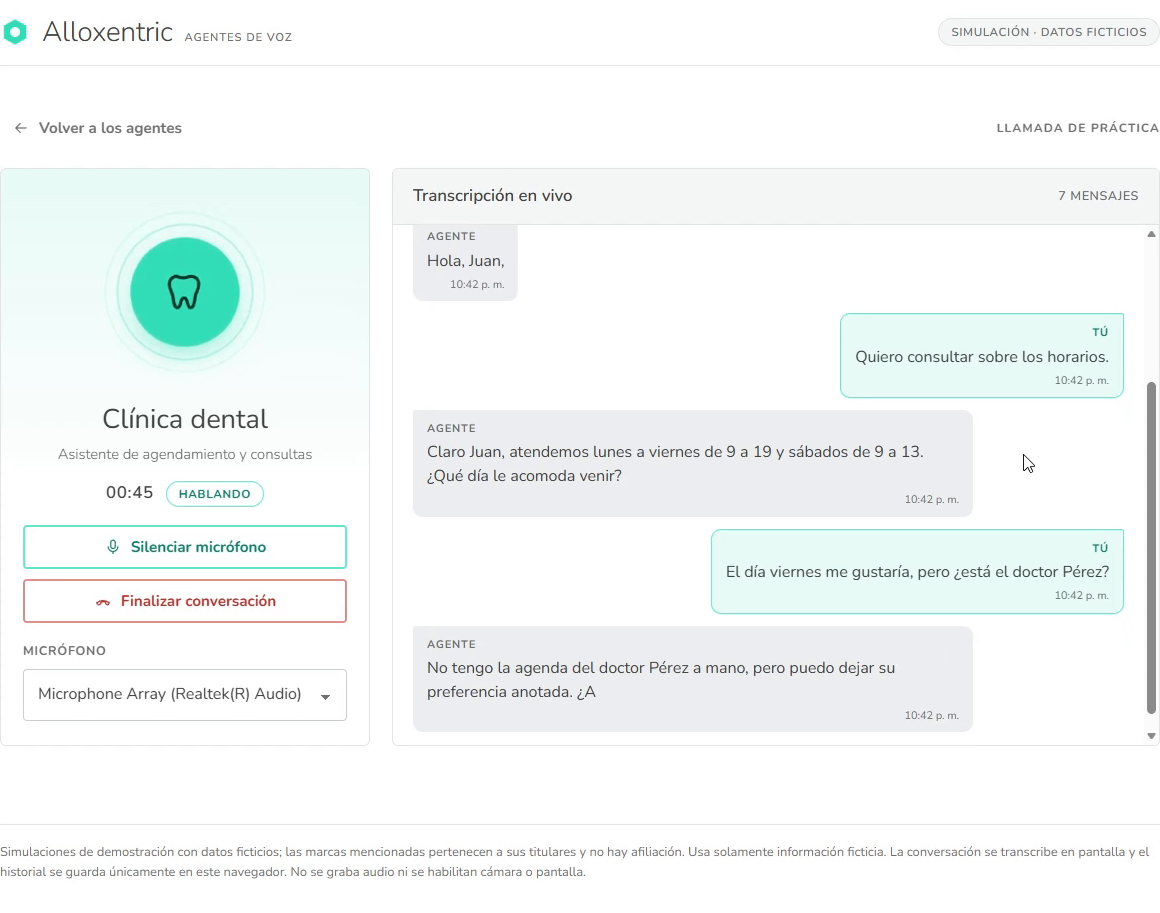 Alloxentric AGENTES DE VOZ
SIMULACIÓN · DATOS FICTICIOS
Volver a los agentes
LLAMADA DE PRÁCTICA
Clínica dental
Asistente de agendamiento y consultas
00:45 HABLANDO
Silenciar micrófono
Finalizar conversación
MICRÓFONO
Microphone Array (Realtek(R) Audio)
Transcripción en vivo
7 MENSAJES
AGENTE
Hola, Juan,
10:42 p. m.
TÚ
Quiero consultar sobre los horarios.
10:42 p. m.
AGENTE
Claro Juan, atendemos lunes a viernes de 9 a 19 y sábados de 9 a 13.
¿Qué día le acomoda venir?
10:42 p. m.
TÚ
El día viernes me gustaría, pero ¿está el doctor Pérez?
10:42 p. m.
AGENTE
No tengo la agenda del doctor Pérez a mano, pero puedo dejar su
preferencia anotada. ¿A
10:42 p. m.
Simulaciones de demostración con datos ficticios; las marcas mencionadas pertenecen a sus titulares y no hay afiliación. Usa solamente información ficticia. La conversación se transcribe en pantalla y el
historial se guarda únicamente en este navegador. No se graba audio ni se habilitan cámara o pantalla.